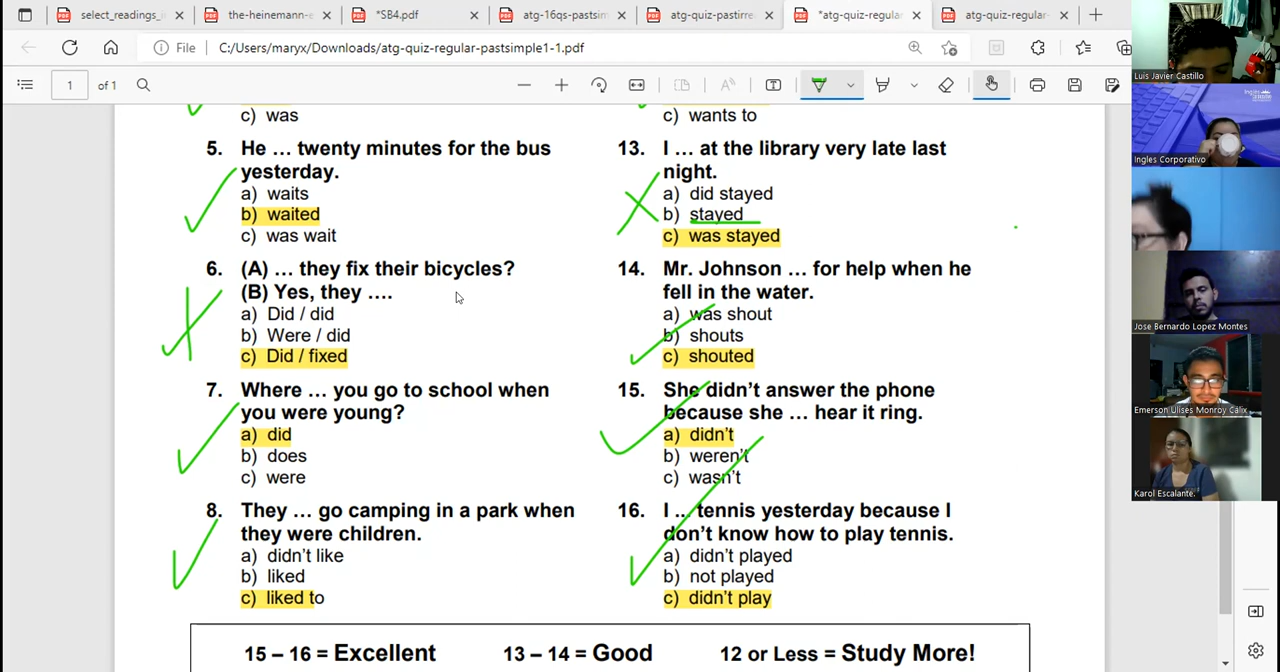 select_readings_i
the-heinemann-e
*SB4.pdf
atg-16qs-pastsim
atg-quiz-pastirre
*atg-quiz-regular
atg-quiz-regular-
File
C:/Users/maryx/Downloads/atg-quiz-regular-pastsimple1-1.pdf
1 of 1
c) was
5. He ... twenty minutes for the bus
yesterday.
a) waits
b) waited
c) was wait
6. (A) ... they fix their bicycles?
(B) Yes, they ....
a) Did / did
b) Were / did
c) Did / fixed
7. Where ... you go to school when
you were young?
a) did
b) does
c) were
8. They ... go camping in a park when
they were children.
a) didn't like
b) liked
c) liked to
c) wants to
13. I ... at the library very late last
night.
a) did stayed
b) stayed
c) was stayed
14. Mr. Johnson ... for help when he
fell in the water.
a) was shout
b) shouts
c) shouted
15. She didn't answer the phone
because she ... hear it ring.
a) didn't
b) weren't
c) wasn't
16. I ... tennis yesterday because I
don't know how to play tennis.
a) didn't played
b) not played
c) didn't play
15 – 16 = Excellent
13 – 14 = Good
12 or Less = Study More!
Luis Javier Castillo
Ingles Corporativo
Jose Bernardo Lopez Montes
Emerson Ulises Monroy Calix
Karol Escalante.